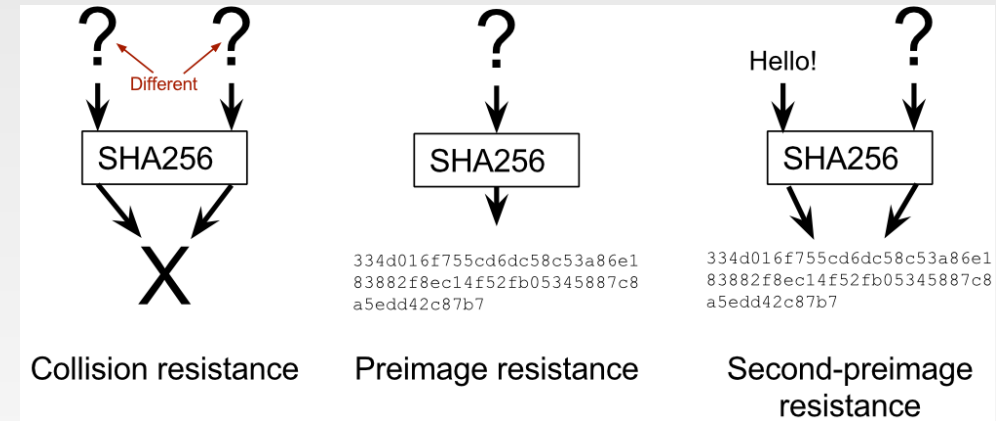 ? ?
Different
SHA256
X
Collision resistance
?
SHA256
334d016f755cd6dc58c53a86e1
83882f8ec14f52fb05345887c8
a5edd42c87b7
Preimage resistance
?
Hello!
SHA256
334d016f755cd6dc58c53a86e1
83882f8ec14f52fb05345887c8
a5edd42c87b7
Second-preimage
resistance